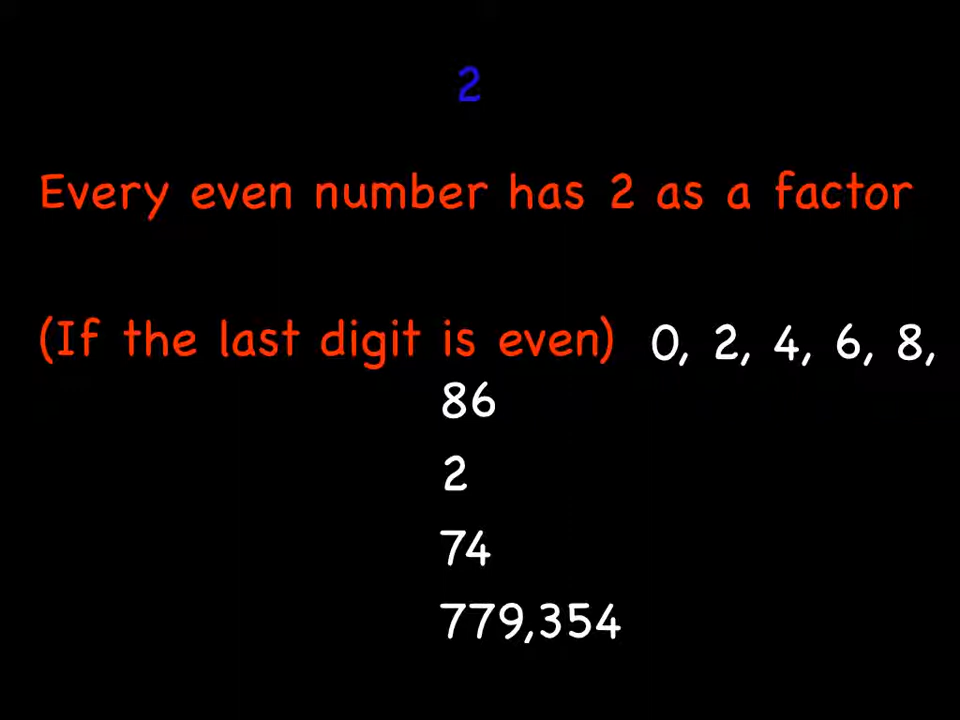 2
Every even number has 2 as a factor
(If the last digit is even) 0, 2, 4, 6, 8,
86
2
74
779,354